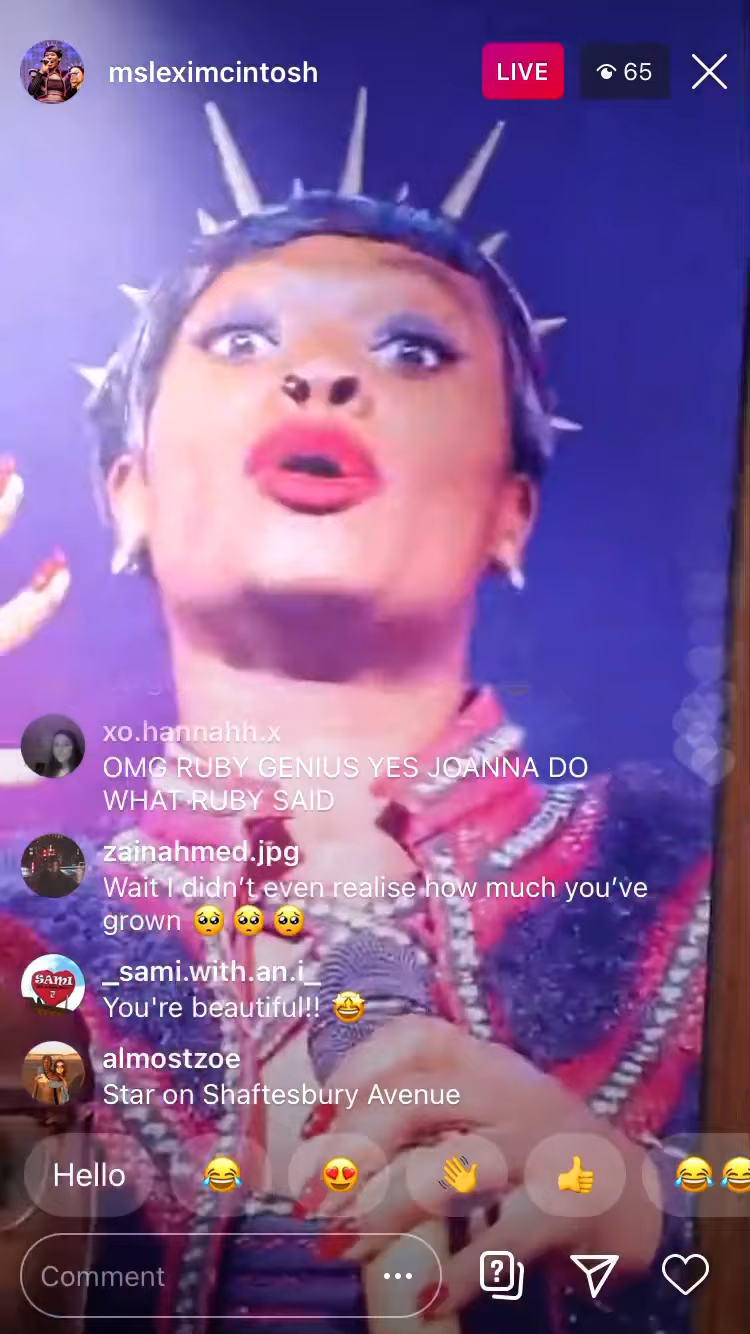 msleximcintosh
LIVE
65
xo.hannahh.x
OMG RUBY GENIUS YES JOANNA DO
WHAT RUBY SAID
zainahmed.jpg
Wait I didn't even realise how much you've
grown 🥺 🥺 🥺
SAMI
_sami.with.an.i_
You're beautiful!! 🤩
almostzoe
Star on Shaftesbury Avenue
Hello 😂 😍 👋 👍 😂 😂
Comment